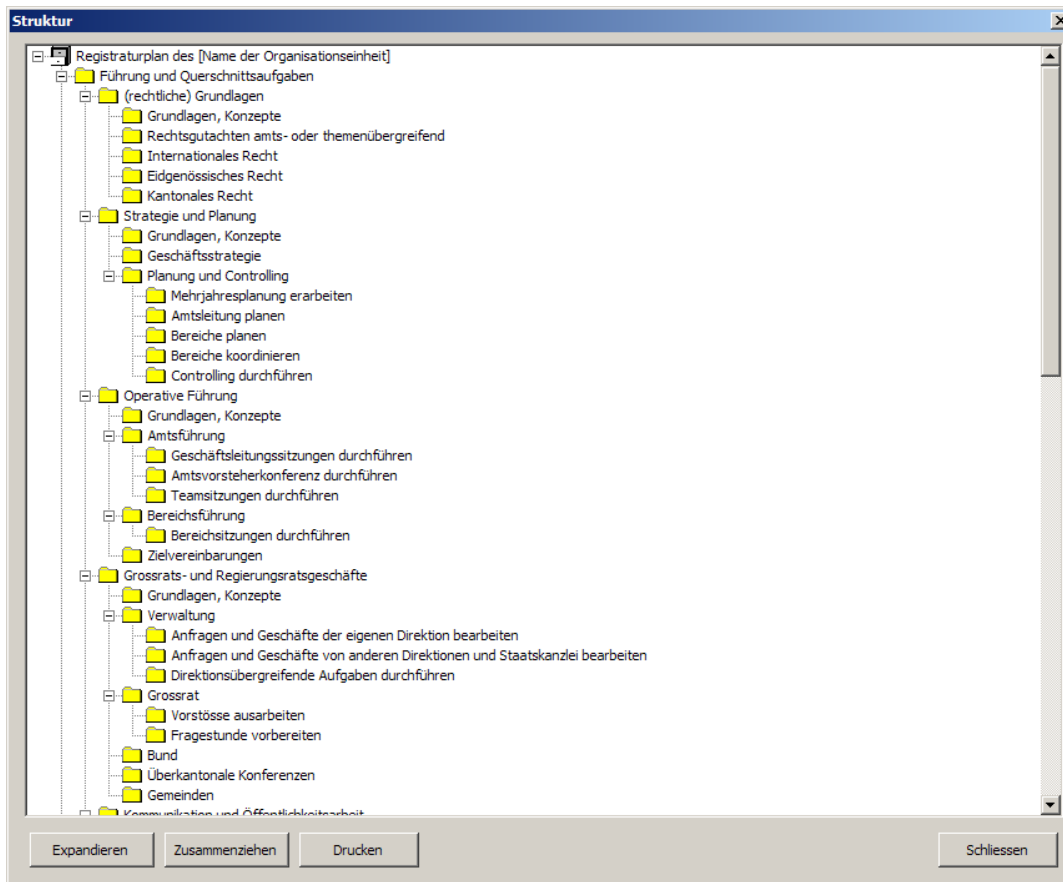 Struktur
Registraturplan des [Name der Organisationseinheit]
Führung und Querschnittsaufgaben
(rechtliche) Grundlagen
Grundlagen, Konzepte
Rechtsgutachten amts- oder themenübergreifend
Internationales Recht
Eidgenössisches Recht
Kantonales Recht
Strategie und Planung
Grundlagen, Konzepte
Geschäftsstrategie
Planung und Controlling
Mehrjahresplanung erarbeiten
Amtsleitung planen
Bereiche planen
Bereiche koordinieren
Controlling durchführen
Operative Führung
Grundlagen, Konzepte
Amtsführung
Geschäftsleitungssitzungen durchführen
Amtsvorsteherkonferenz durchführen
Teamsitzungen durchführen
Bereichsführung
Bereichsitzungen durchführen
Zielvereinbarungen
Grossrats- und Regierungsratsgeschäfte
Grundlagen, Konzepte
Verwaltung
Anfragen und Geschäfte der eigenen Direktion bearbeiten
Anfragen und Geschäfte von anderen Direktionen und Staatskanzlei bearbeiten
Direktionsübergreifende Aufgaben durchführen
Grossrat
Vorstösse ausarbeiten
Fragestunde vorbereiten
Bund
Überkantonale Konferenzen
Gemeinden
Kommunikation und Öffentlichkeitsarbeit
Expandieren Zusammenziehen Drucken Schliessen